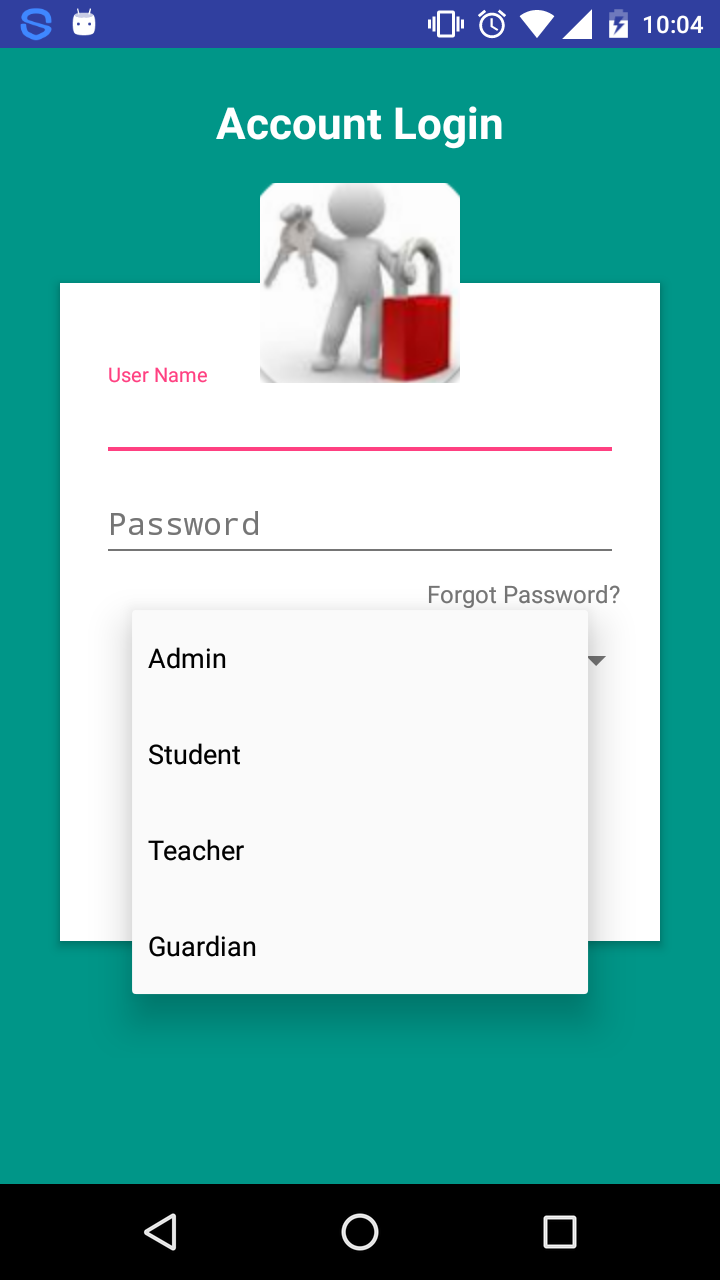 10:04
Account Login
User Name
Password
Forgot Password?
Admin
Student
Teacher
Guardian